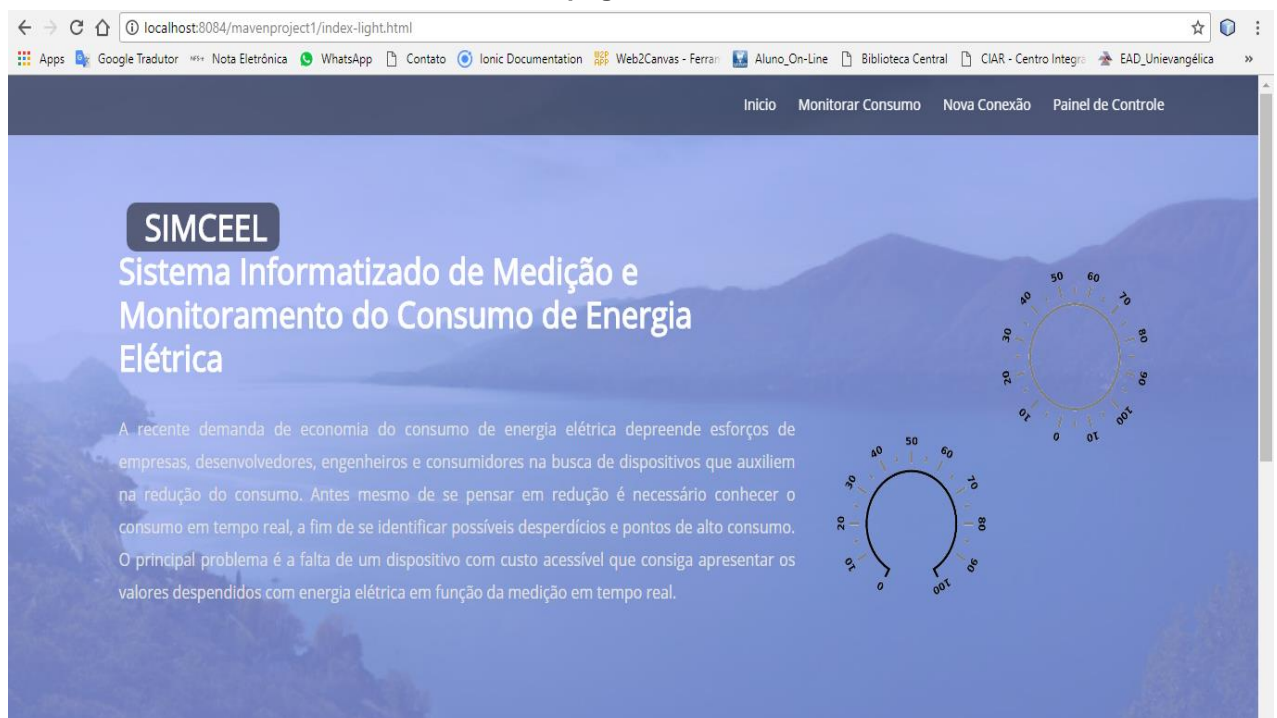 localhost:8084/mavenproject1/index-light.html
Apps Google Tradutor NFS-e Nota Eletrônica WhatsApp Contato Ionic Documentation W2P APP Web2Canvas - Ferran Aluno_On-Line Biblioteca Central CIAR - Centro Integra EAD_Unievangélica »
Inicio Monitorar Consumo Nova Conexão Painel de Controle
SIMCEEL
Sistema Informatizado de Medição e
Monitoramento do Consumo de Energia
Elétrica
A recente demanda de economia do consumo de energia elétrica depreende esforços de
empresas, desenvolvedores, engenheiros e consumidores na busca de dispositivos que auxiliem
na redução do consumo. Antes mesmo de se pensar em redução é necessário conhecer o
consumo em tempo real, a fim de se identificar possíveis desperdícios e pontos de alto consumo.
O principal problema é a falta de um dispositivo com custo acessível que consiga apresentar os
valores despendidos com energia elétrica em função da medição em tempo real.
0 10 20 30 40 50 60 70 80 90 100
0 10 20 30 40 50 60 70 80 90 100